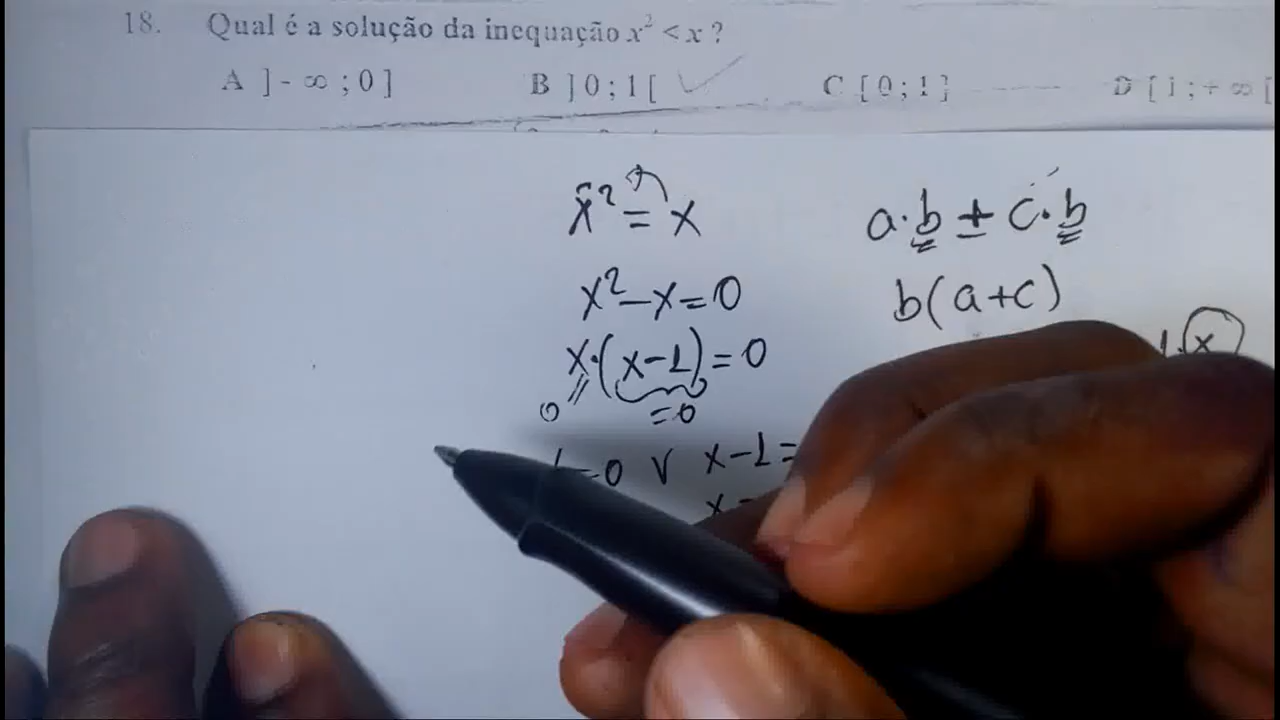 18. Qual é a solução da inequação x² < x ?
A ] - ∞ ; 0 ] B ] 0 ; 1 [ C [ 0 ; 1 ] D [ 1 ; + ∞ [
x² = x
x² - x = 0
x · (x - 1) = 0
0 = 0
= 0 V x - 1 =
x
a · b ± c · b
b(a + c)
x